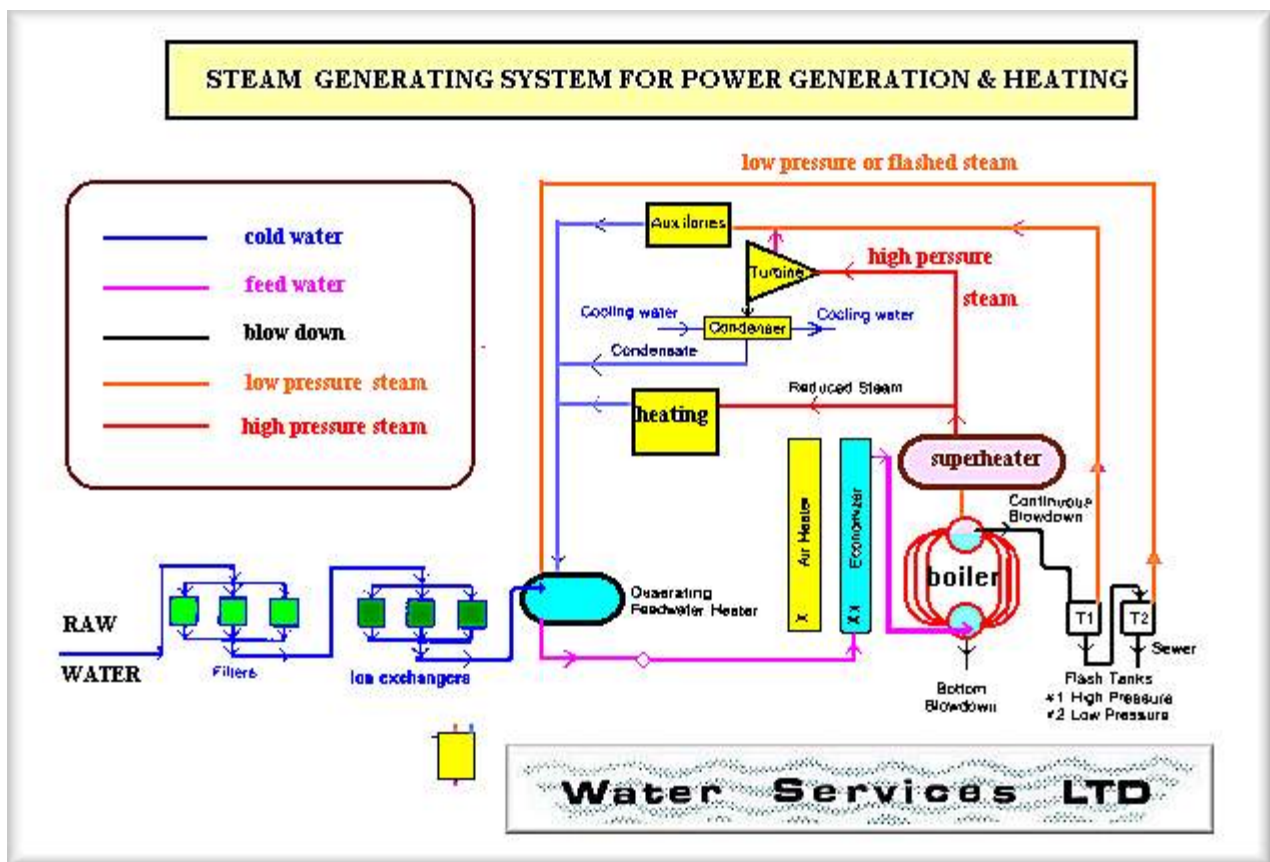 STEAM GENERATING SYSTEM FOR POWER GENERATION & HEATING
low pressure or flashed steam
cold water
feed water
blow down
low pressure steam
high pressure steam
Auxilaries
Turbine
high perssure
steam
Cooling water
Condenser
Cooling water
Condensate
Reduced Steam
heating
superheater
Air Heater
X
Economizer
XX
Continuous
Blowdown
boiler
Deaerating
Feedwater Heater
RAW
WATER
Filters
Ion exchangers
T1
T2
Sewer
Flash Tanks
#1 High Pressure
#2 Low Pressure
Bottom
Blowdown
Water Services LTD